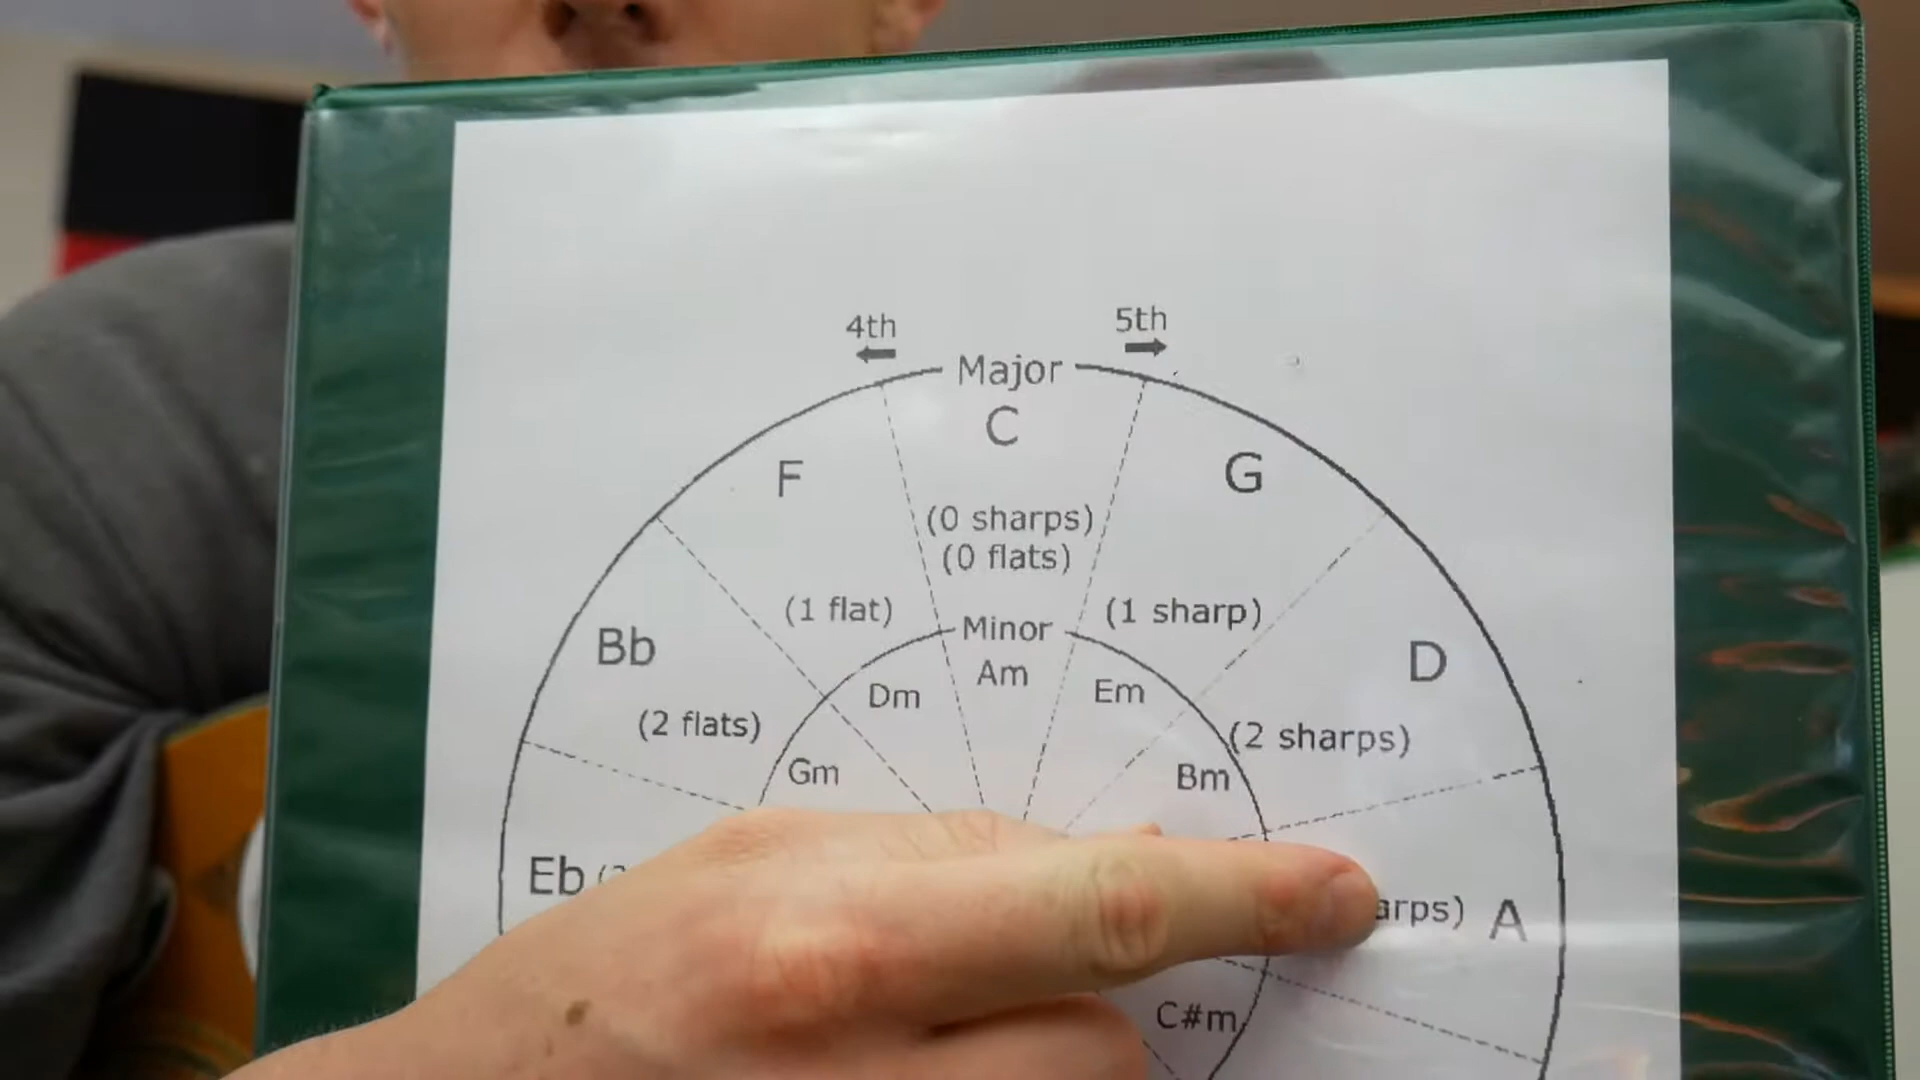 4th
5th
Major
C
F
G
(0 sharps)
(0 flats)
(1 flat)
(1 sharp)
Minor
Bb
D
Am
Dm
Em
(2 flats)
(2 sharps)
Gm
Bm
Eb
A
C#m